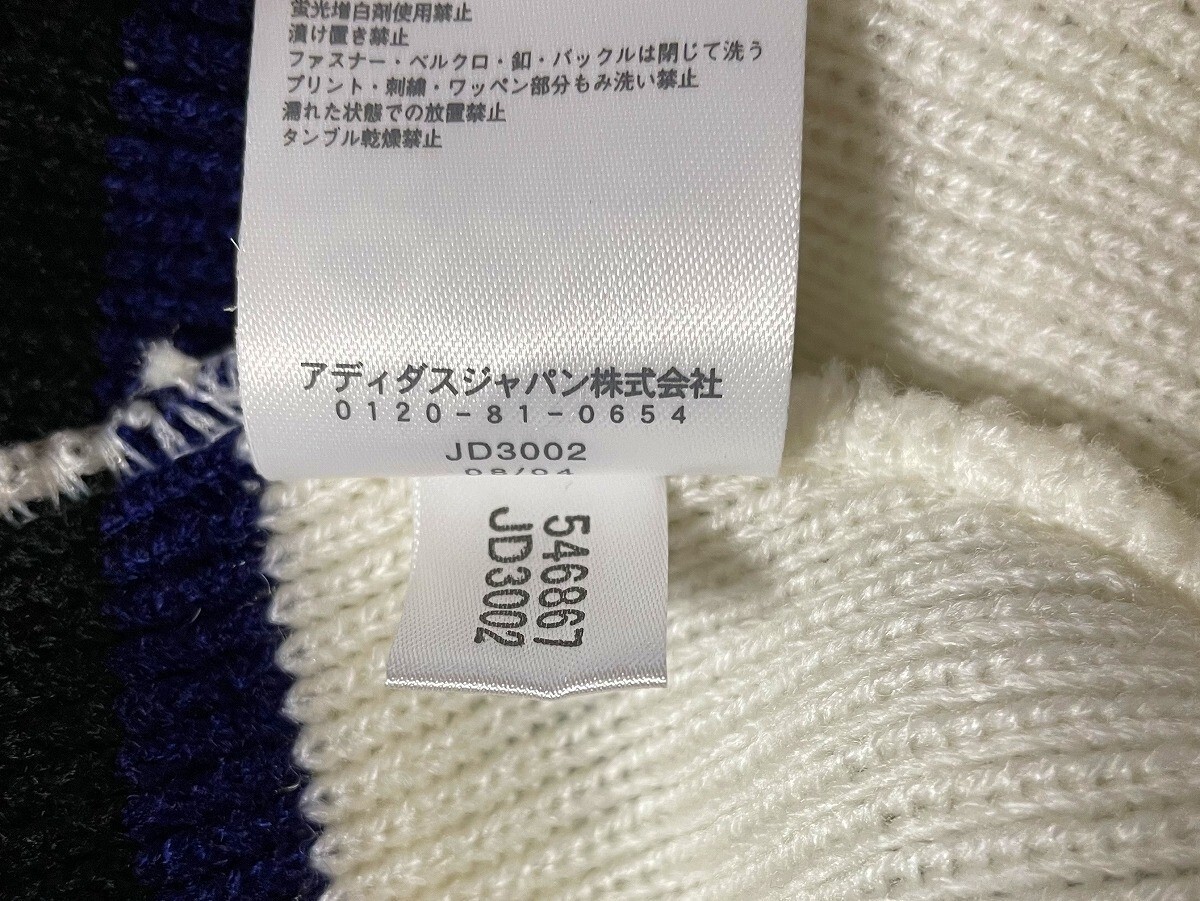 蛍光増白剤使用禁止
漬け置き禁止
ファスナー・ベルクロ・釦・バックルは閉じて洗う
プリント・刺繍・ワッペン部分もみ洗い禁止
濡れた状態での放置禁止
タンブル乾燥禁止
アディダスジャパン株式会社
0120-81-0654
JD3002
08/04
546867
JD3002